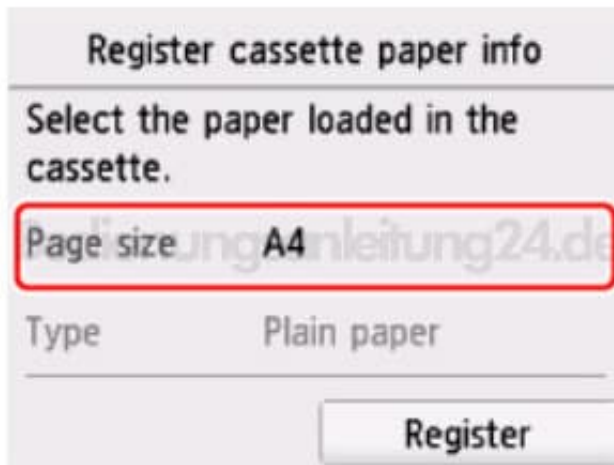 Register cassette paper info
Select the paper loaded in the
cassette.
Page size A4
Type Plain paper
Register